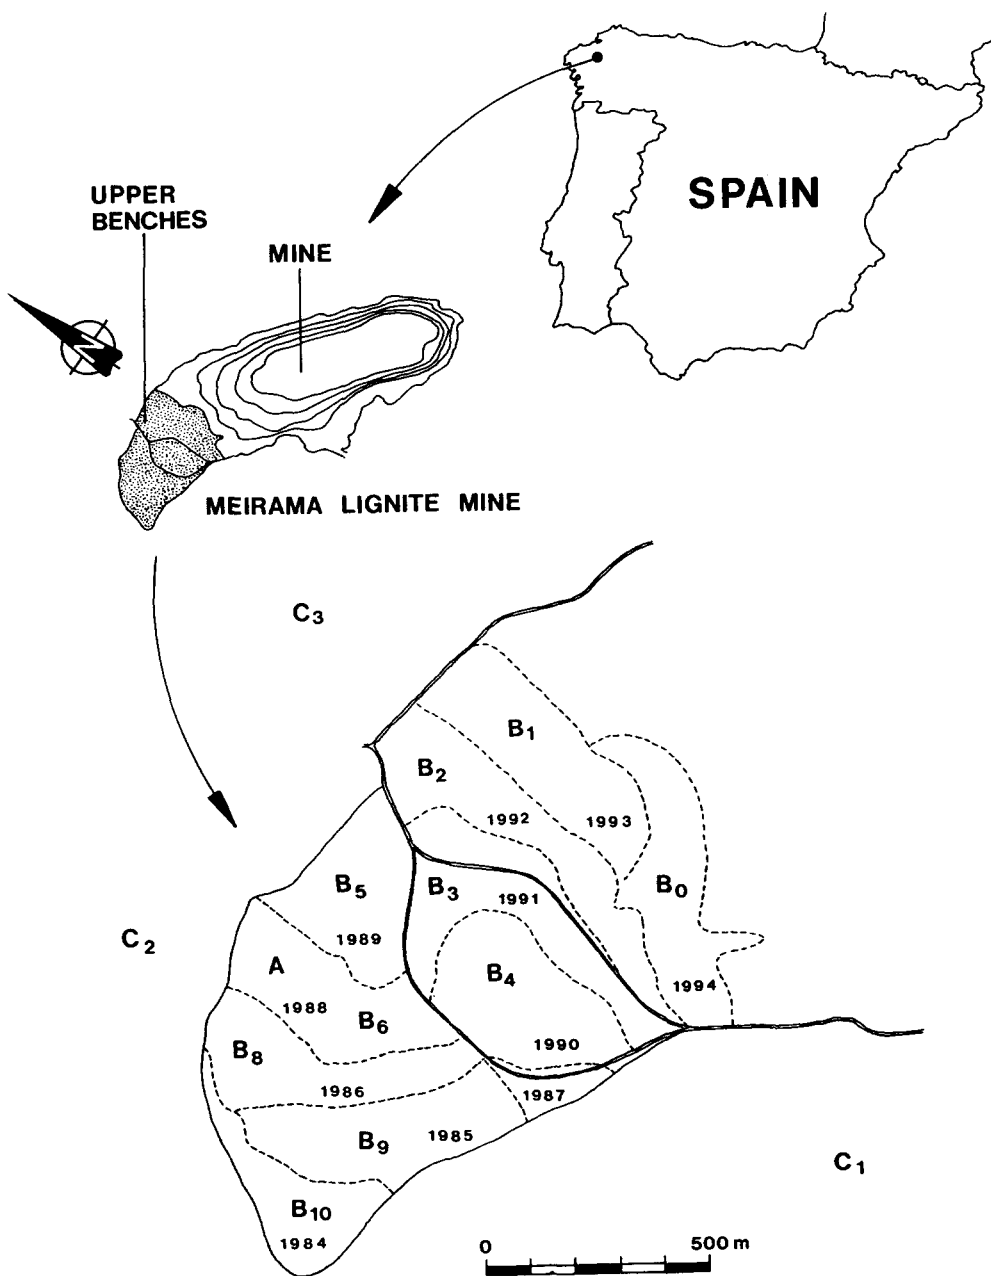 SPAIN
UPPER
BENCHES
MINE
N
MEIRAMA LIGNITE MINE
C3
B1
B2
1992
1993
B5
B3
1991
B0
C2
1989
A
B4
1988
B6
1994
B8
1990
1986
1987
B9
1985
C1
B10
1984
0
500 m